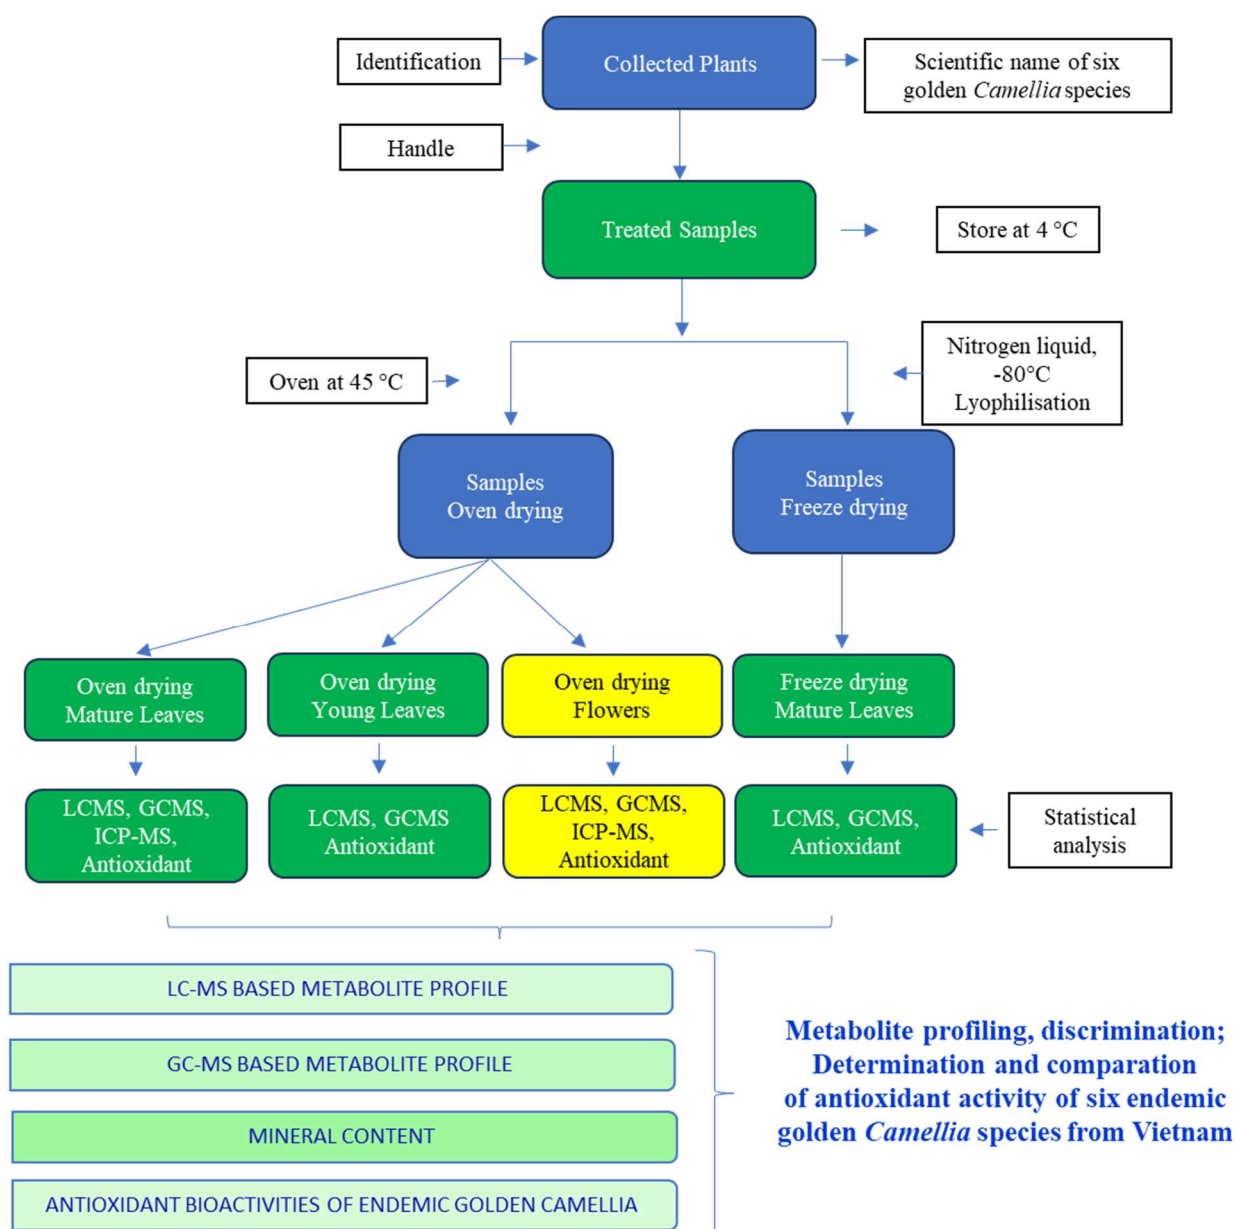 Identification
Collected Plants
Scientific name of six
golden Camellia species
Handle
Treated Samples
Store at 4 °C
Oven at 45 °C
Nitrogen liquid,
-80°C
Lyophilisation
Samples
Oven drying
Samples
Freeze drying
Oven drying
Mature Leaves
Oven drying
Young Leaves
Oven drying
Flowers
Freeze drying
Mature Leaves
LCMS, GCMS,
ICP-MS,
Antioxidant
LCMS, GCMS
Antioxidant
LCMS, GCMS,
ICP-MS,
Antioxidant
LCMS, GCMS,
Antioxidant
Statistical
analysis
LC-MS BASED METABOLITE PROFILE
GC-MS BASED METABOLITE PROFILE
MINERAL CONTENT
ANTIOXIDANT BIOACTIVITIES OF ENDEMIC GOLDEN CAMELLIA
Metabolite profiling, discrimination;
Determination and compartion
of antioxidant activity of six endemic
golden Camellia species from Vietnam